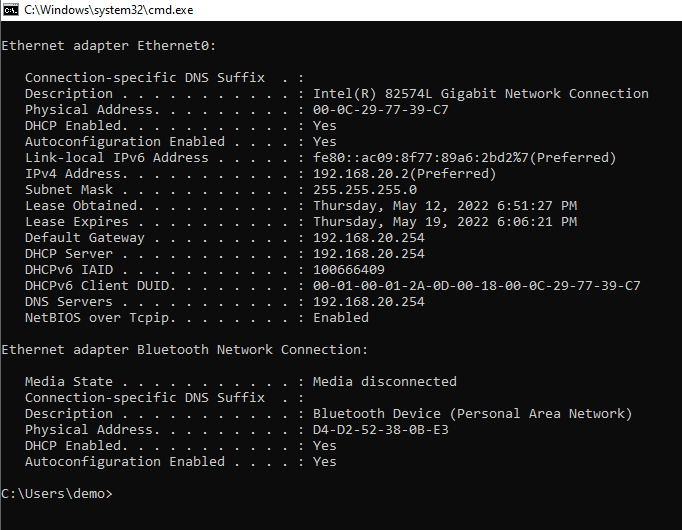 C:\Windows\system32\cmd.exe
Ethernet adapter Ethernet0:
Connection-specific DNS Suffix  . :
Description . . . . . . . . . . . : Intel(R) 82574L Gigabit Network Connection
Physical Address. . . . . . . . . : 00-0C-29-77-39-C7
DHCP Enabled. . . . . . . . . . . : Yes
Autoconfiguration Enabled . . . . : Yes
Link-local IPv6 Address . . . . . : fe80::ac09:8f77:89a6:2bd2%7(Preferred)
IPv4 Address. . . . . . . . . . . : 192.168.20.2(Preferred)
Subnet Mask . . . . . . . . . . . : 255.255.255.0
Lease Obtained. . . . . . . . . . : Thursday, May 12, 2022 6:51:27 PM
Lease Expires . . . . . . . . . . : Thursday, May 19, 2022 6:06:21 PM
Default Gateway . . . . . . . . . : 192.168.20.254
DHCP Server . . . . . . . . . . . : 192.168.20.254
DHCPv6 IAID . . . . . . . . . . . : 100666409
DHCPv6 Client DUID. . . . . . . . : 00-01-00-01-2A-0D-00-18-00-0C-29-77-39-C7
DNS Servers . . . . . . . . . . . : 192.168.20.254
NetBIOS over Tcpip. . . . . . . . : Enabled
Ethernet adapter Bluetooth Network Connection:
Media State . . . . . . . . . . . : Media disconnected
Connection-specific DNS Suffix  . :
Description . . . . . . . . . . . : Bluetooth Device (Personal Area Network)
Physical Address. . . . . . . . . : D4-D2-52-38-0B-E3
DHCP Enabled. . . . . . . . . . . : Yes
Autoconfiguration Enabled . . . . : Yes
C:\Users\demo>